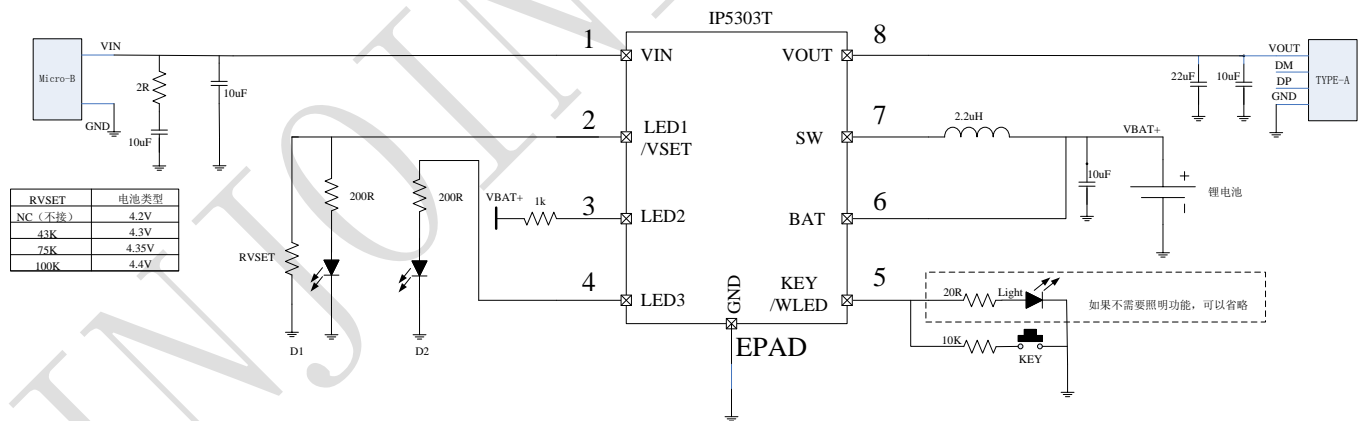 IP5303T
1
VIN
2
LED1
/VSET
3
LED2
4
LED3
8
VOUT
7
SW
6
BAT
5
KEY
/WLED
GND
EPAD
Micro-B
VIN
GND
2R
10uF
10uF
200R
200R
RVSET
D1
D2
VBAT+
1k
RVSET 电池类型
NC（不接） 4.2V
43K 4.3V
75K 4.35V
100K 4.4V
22uF
10uF
VOUT
DM
DP
GND
TYPE-A
2.2uH
VBAT+
10uF
+
锂电池
20R
Light
如果不需要照明功能，可以省略
10K
KEY
INJOIN